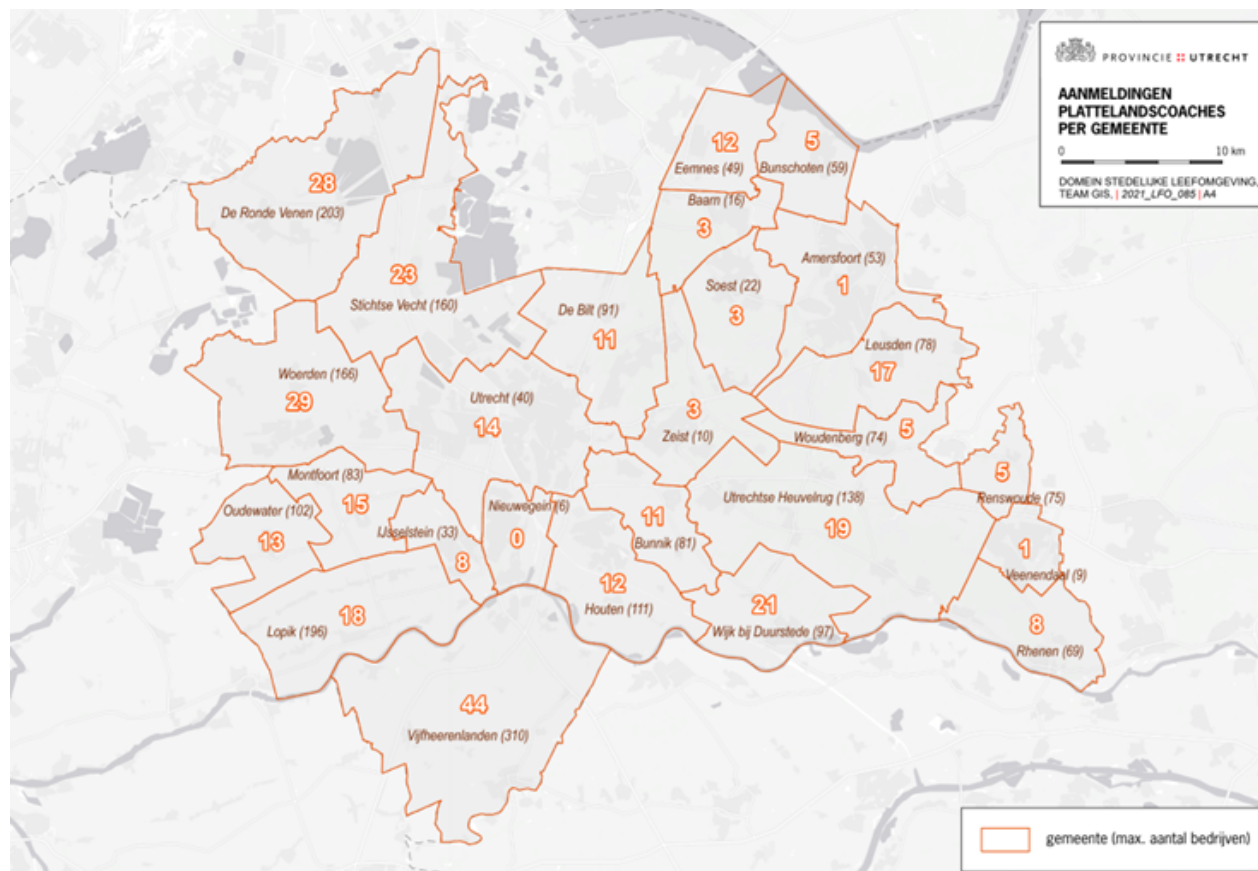 PROVINCIE UTRECHT
AANMELDINGEN
PLATTELANDSCOACHES
PER GEMEENTE
0 10 km
DOMEIN STEDELIJKE LEEFOMGEVING,
TEAM GIS, | 2021_LFO_085 | A4
12
Eemnes (49)
5
Bunschoten (59)
28
De Ronde Venen (203)
Baarn (16)
3
23
Stichtse Vecht (160)
Amersfoort (53)
1
Soest (22)
3
De Bilt (91)
11
Leusden (78)
17
Woerden (166)
29
Utrecht (40)
14
3
Zeist (10)
5
Woudenberg (74)
Montfoort (83)
15
5
Renswoude (75)
Utrechtse Heuvelrug (138)
19
Oudewater (102)
13
Nieuwegein (6)
0
11
Bunnik (81)
IJsselstein (33)
8
1
Veenendaal (9)
12
Houten (111)
21
Wijk bij Duurstede (97)
18
Lopik (196)
8
Rhenen (69)
44
Vijfheerenlanden (310)
gemeente (max. aantal bedrijven)